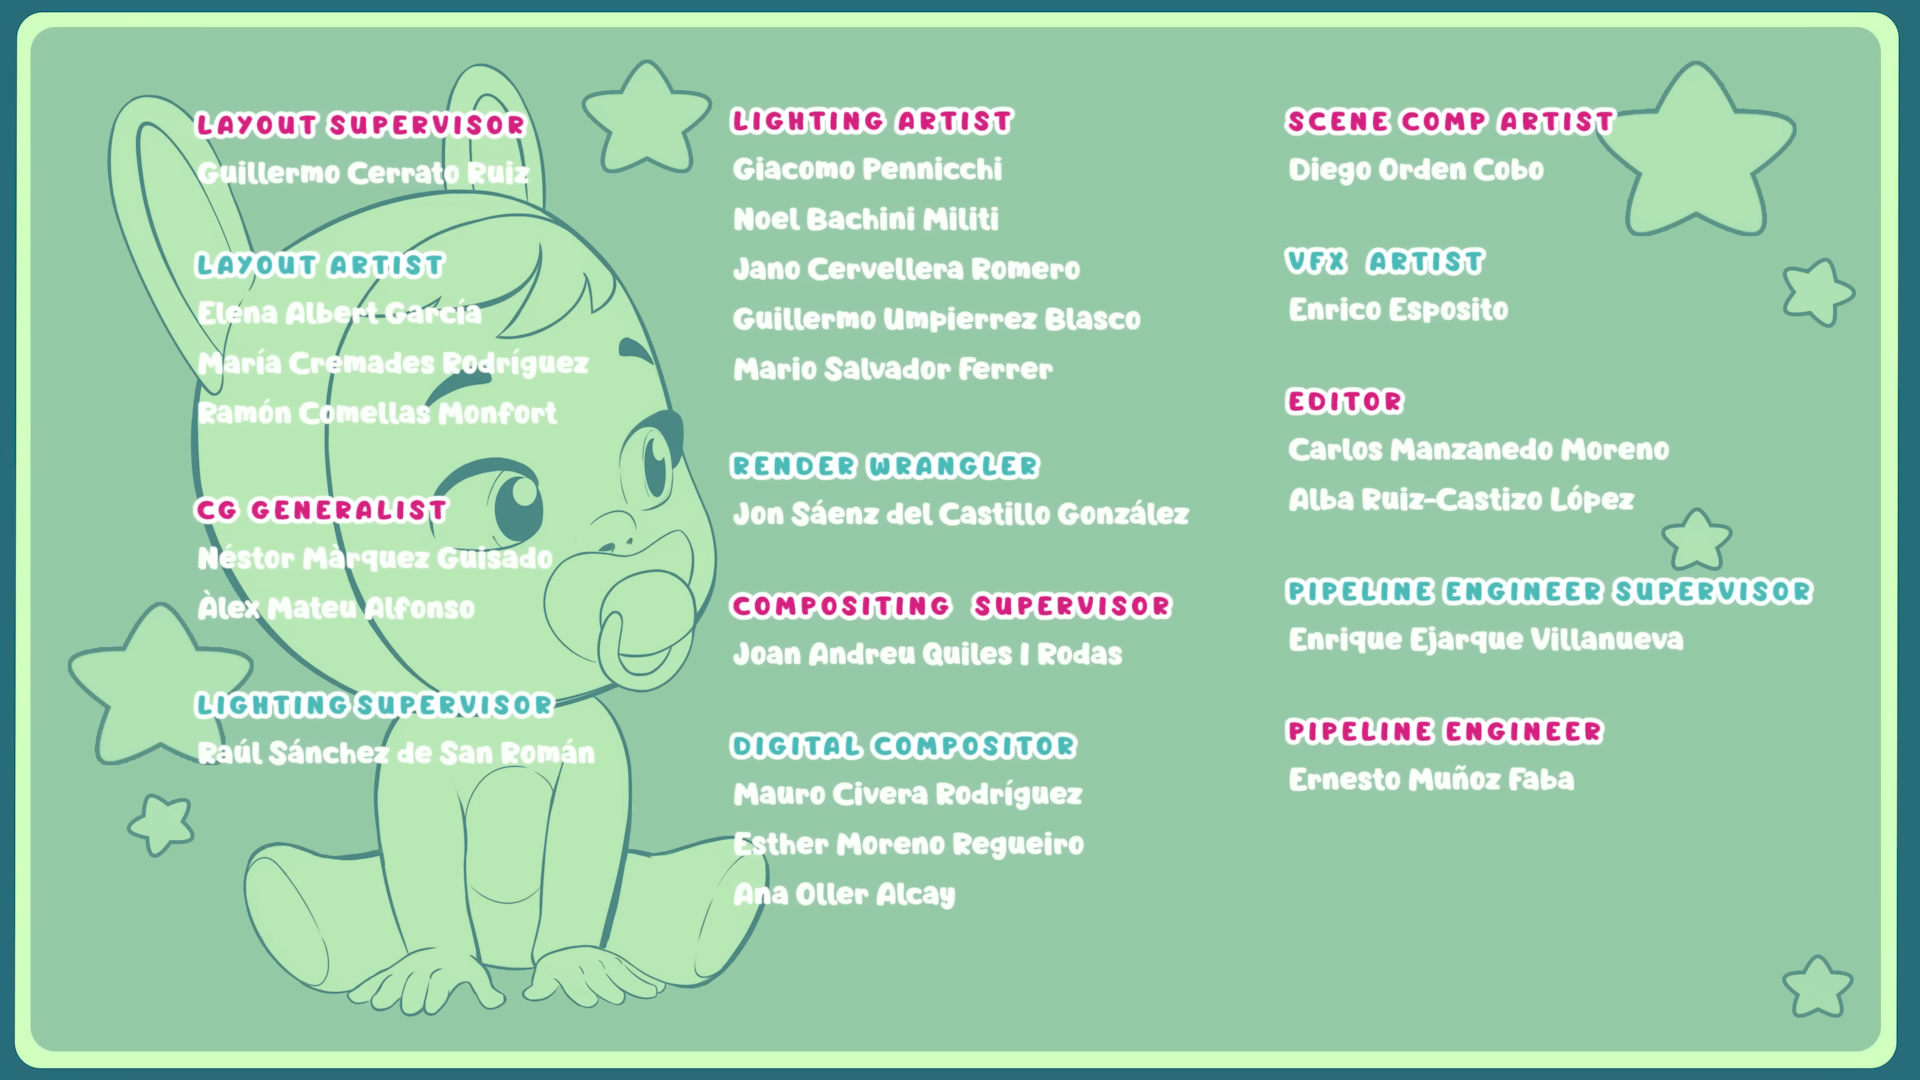 LAYOUT SUPERVISOR
Guillermo Cerrato Ruiz
LAYOUT ARTIST
Elena Albert García
María Cremades Rodríguez
Ramón Comellas Monfort
CG GENERALIST
Néstor Màrquez Guisado
Àlex Mateu Alfonso
LIGHTING SUPERVISOR
Raúl Sánchez de San Román
LIGHTING ARTIST
Giacomo Pennicchi
Noel Bachini Militi
Jano Cervellera Romero
Guillermo Umpierrez Blasco
Mario Salvador Ferrer
RENDER WRANGLER
Jon Sáenz del Castillo González
COMPOSITING SUPERVISOR
Joan Andreu Quiles I Rodas
DIGITAL COMPOSITOR
Mauro Civera Rodríguez
Esther Moreno Regueiro
Ana Oller Alcay
SCENE COMP ARTIST
Diego Orden Cobo
VFX ARTIST
Enrico Esposito
EDITOR
Carlos Manzanedo Moreno
Alba Ruiz-Castizo López
PIPELINE ENGINEER SUPERVISOR
Enrique Ejarque Villanueva
PIPELINE ENGINEER
Ernesto Muñoz Faba